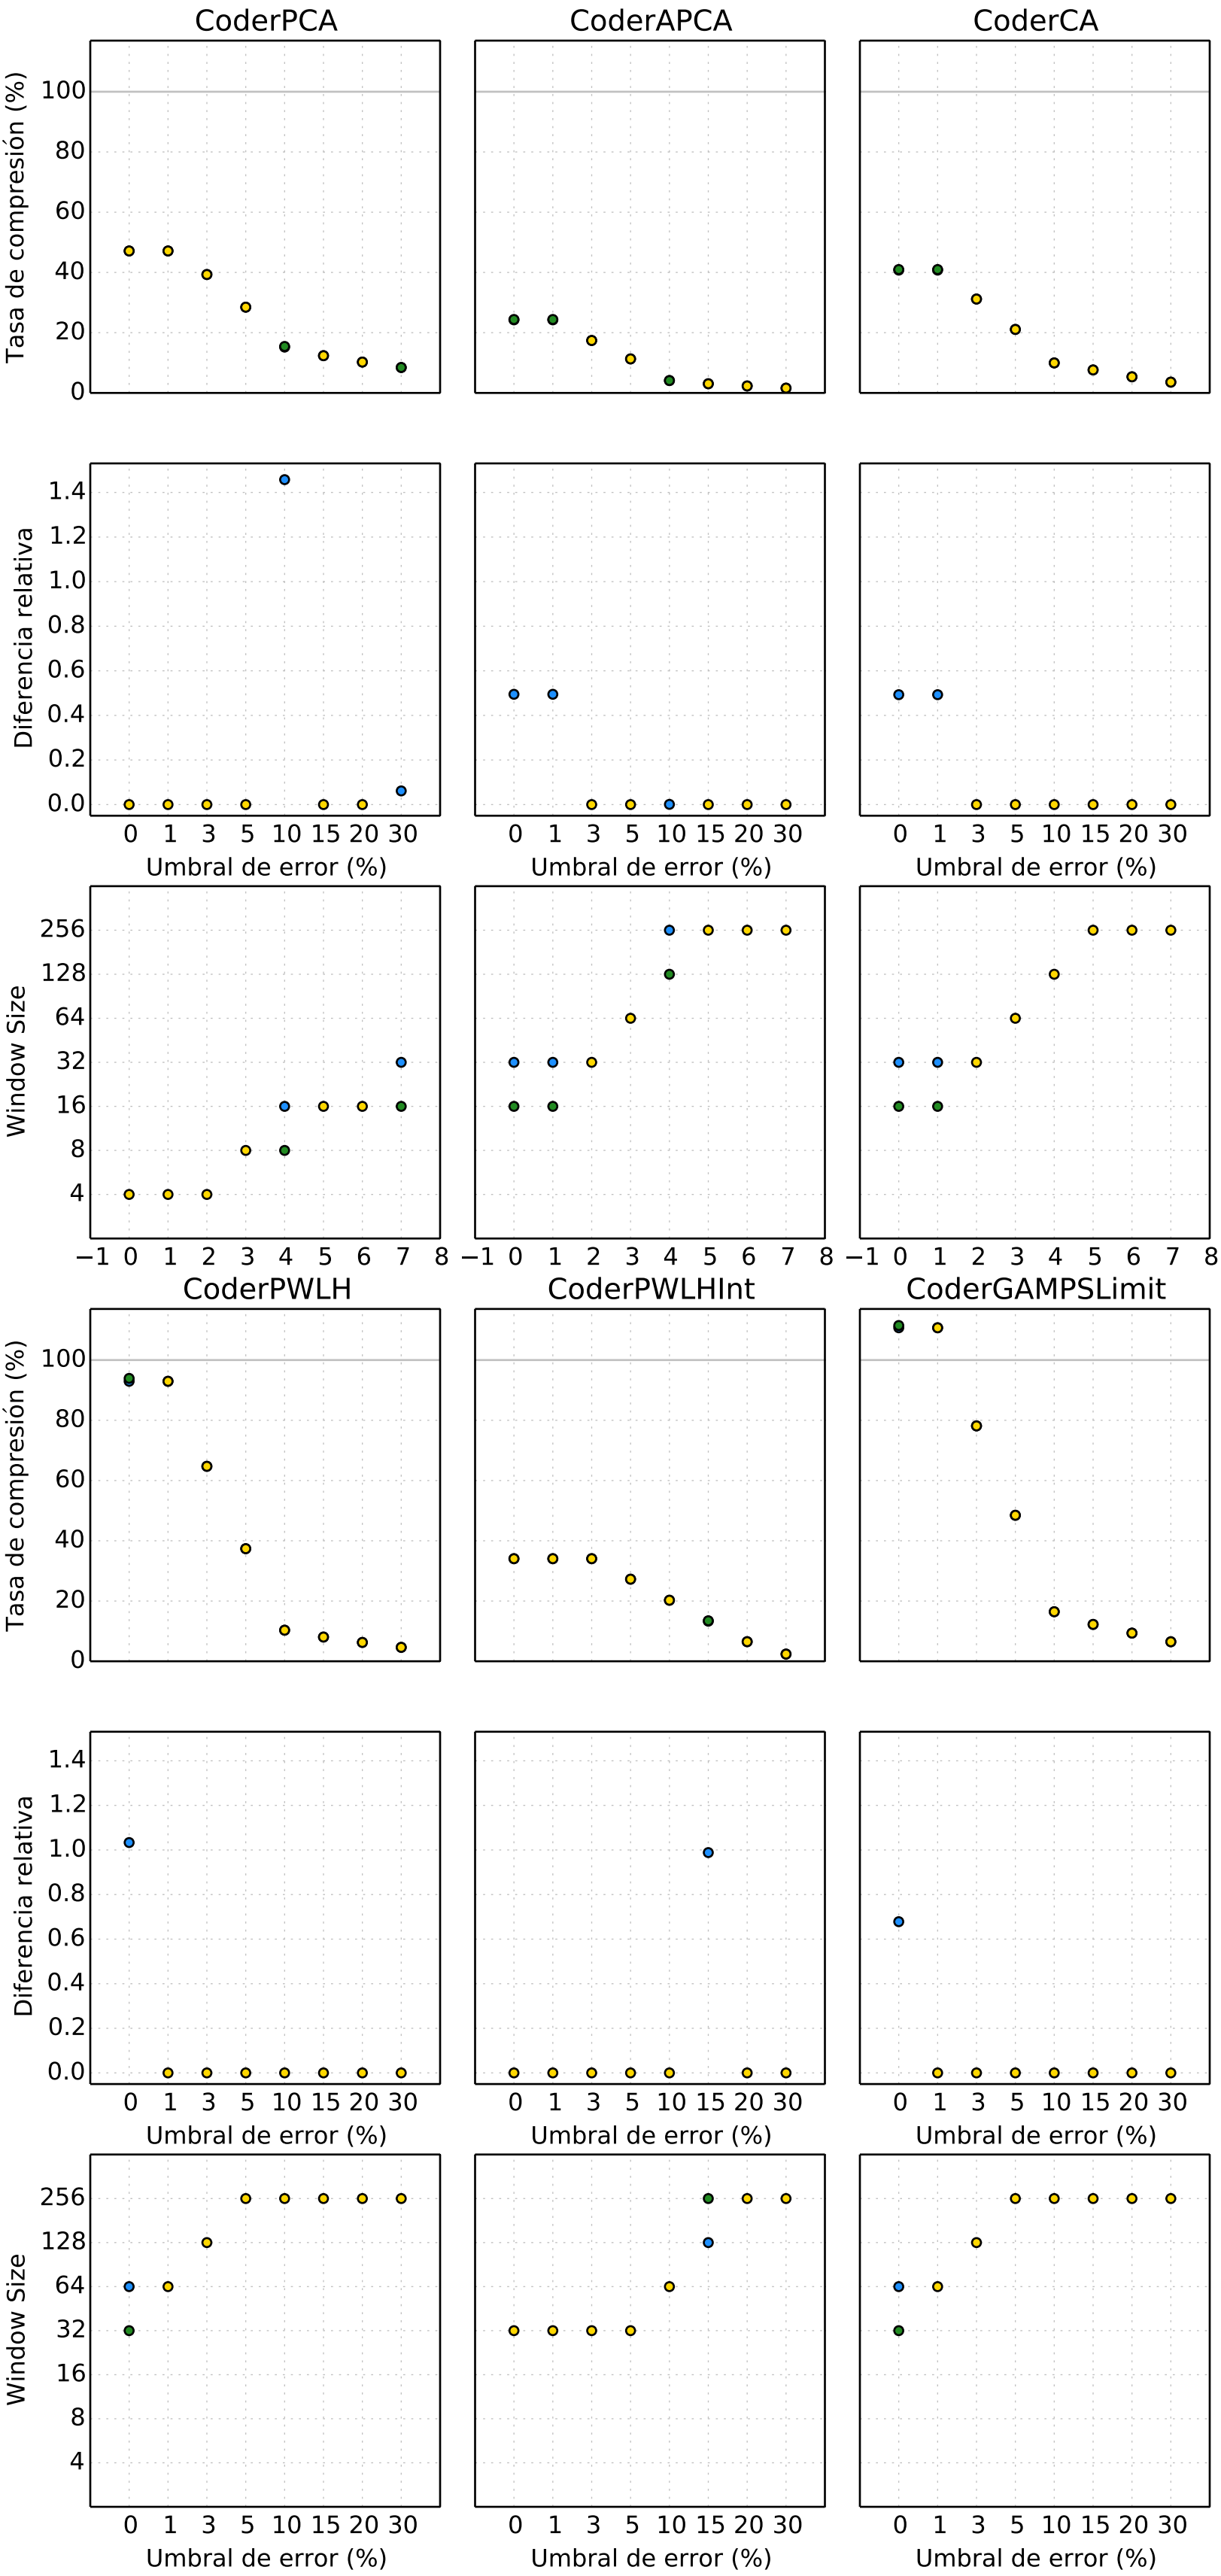 CoderPCA CoderAPCA CoderCA
Tasa de compresión (%)
100
80
60
40
20
0
Diferencia relativa
1.4
1.2
1.0
0.8
0.6
0.4
0.2
0.0
0 1 3 5 10 15 20 30
0 1 3 5 10 15 20 30
0 1 3 5 10 15 20 30
Umbral de error (%) Umbral de error (%) Umbral de error (%)
Window Size
256
128
64
32
16
8
4
−1 0 1 2 3 4 5 6 7 8
−1 0 1 2 3 4 5 6 7 8
−1 0 1 2 3 4 5 6 7 8
CoderPWLH CoderPWLHInt CoderGAMPSLimit
Tasa de compresión (%)
100
80
60
40
20
0
Diferencia relativa
1.4
1.2
1.0
0.8
0.6
0.4
0.2
0.0
0 1 3 5 10 15 20 30
0 1 3 5 10 15 20 30
0 1 3 5 10 15 20 30
Umbral de error (%) Umbral de error (%) Umbral de error (%)
Window Size
256
128
64
32
16
8
4
0 1 3 5 10 15 20 30
0 1 3 5 10 15 20 30
0 1 3 5 10 15 20 30
Umbral de error (%) Umbral de error (%) Umbral de error (%)